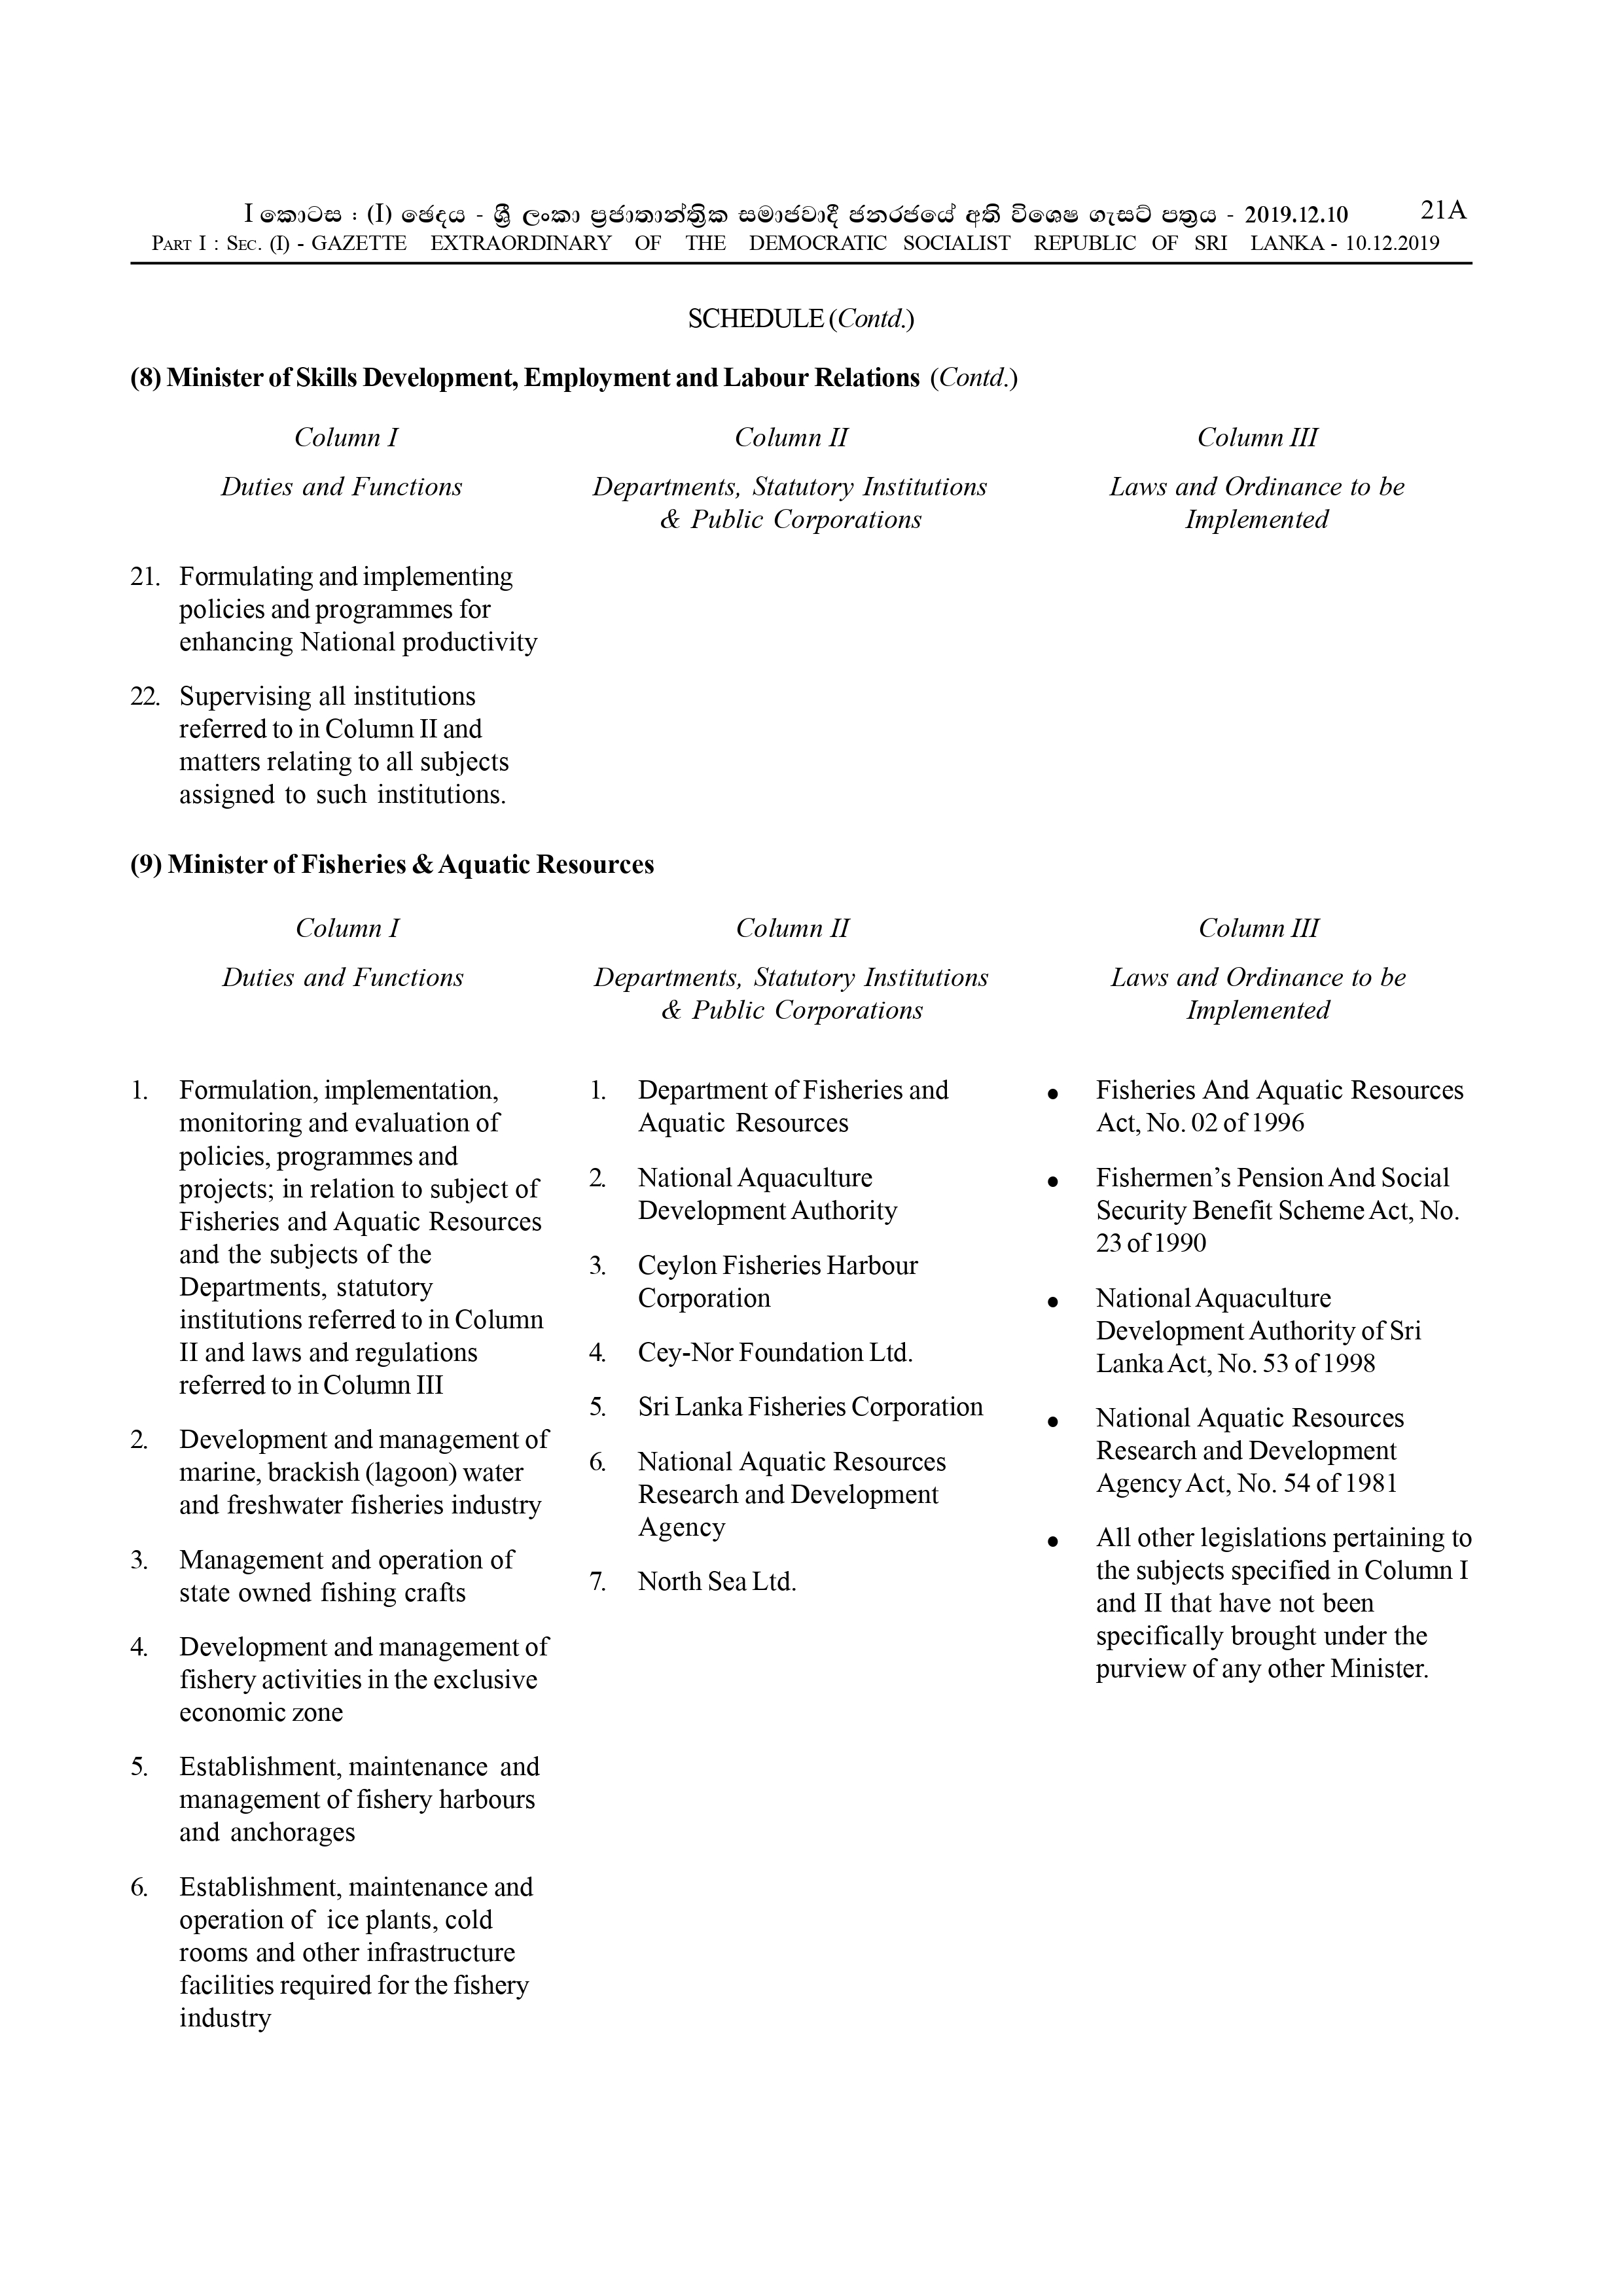 I කොටස : (I) ඡෙදය - ශ්‍රී ලංකා ප්‍රජාතාන්ත්‍රික සමාජවාදී ජනරජයේ අති විශෙෂ ගැසට් පත්‍රය - 2019.12.10
21A
PART I : SEC. (I) - GAZETTE EXTRAORDINARY OF THE DEMOCRATIC SOCIALIST REPUBLIC OF SRI LANKA - 10.12.2019
SCHEDULE (Contd.)
(8) Minister of Skills Development, Employment and Labour Relations (Contd.)
Column I
Duties and Functions
Column II
Departments, Statutory Institutions
& Public Corporations
Column III
Laws and Ordinance to be
Implemented
21. Formulating and implementing
policies and programmes for
enhancing National productivity
22. Supervising all institutions
referred to in Column II and
matters relating to all subjects
assigned to such institutions.
(9) Minister of Fisheries & Aquatic Resources
Column I
Duties and Functions
Column II
Departments, Statutory Institutions
& Public Corporations
Column III
Laws and Ordinance to be
Implemented
1. Formulation, implementation,
monitoring and evaluation of
policies, programmes and
projects; in relation to subject of
Fisheries and Aquatic Resources
and the subjects of the
Departments, statutory
institutions referred to in Column
II and laws and regulations
referred to in Column III
2. Development and management of
marine, brackish (lagoon) water
and freshwater fisheries industry
3. Management and operation of
state owned fishing crafts
4. Development and management of
fishery activities in the exclusive
economic zone
5. Establishment, maintenance and
management of fishery harbours
and anchorages
6. Establishment, maintenance and
operation of ice plants, cold
rooms and other infrastructure
facilities required for the fishery
industry
1. Department of Fisheries and
Aquatic Resources
2. National Aquaculture
Development Authority
3. Ceylon Fisheries Harbour
Corporation
4. Cey-Nor Foundation Ltd.
5. Sri Lanka Fisheries Corporation
6. National Aquatic Resources
Research and Development
Agency
7. North Sea Ltd.
● Fisheries And Aquatic Resources
Act, No. 02 of 1996
● Fishermen’s Pension And Social
Security Benefit Scheme Act, No.
23 of 1990
● National Aquaculture
Development Authority of Sri
Lanka Act, No. 53 of 1998
● National Aquatic Resources
Research and Development
Agency Act, No. 54 of 1981
● All other legislations pertaining to
the subjects specified in Column I
and II that have not been
specifically brought under the
purview of any other Minister.